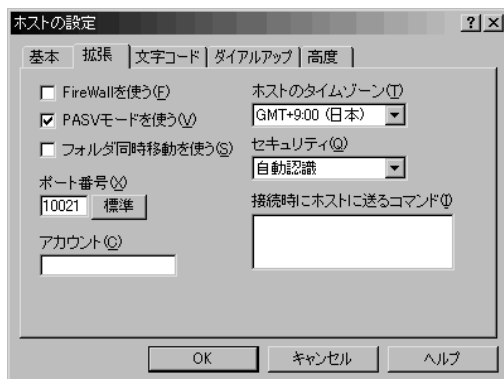 ホストの設定
基本 拡張 文字コード ダイアルアップ 高度
FireWallを使う(F)
PASVモードを使う(V)
フォルダ同時移動を使う(S)
ポート番号(X)
10021 標準
アカウント(C)
ホストのタイムゾーン(T)
GMT+9:00 (日本)
セキュリティ(Q)
自動認識
接続時にホストに送るコマンド(I)
OK キャンセル ヘルプ